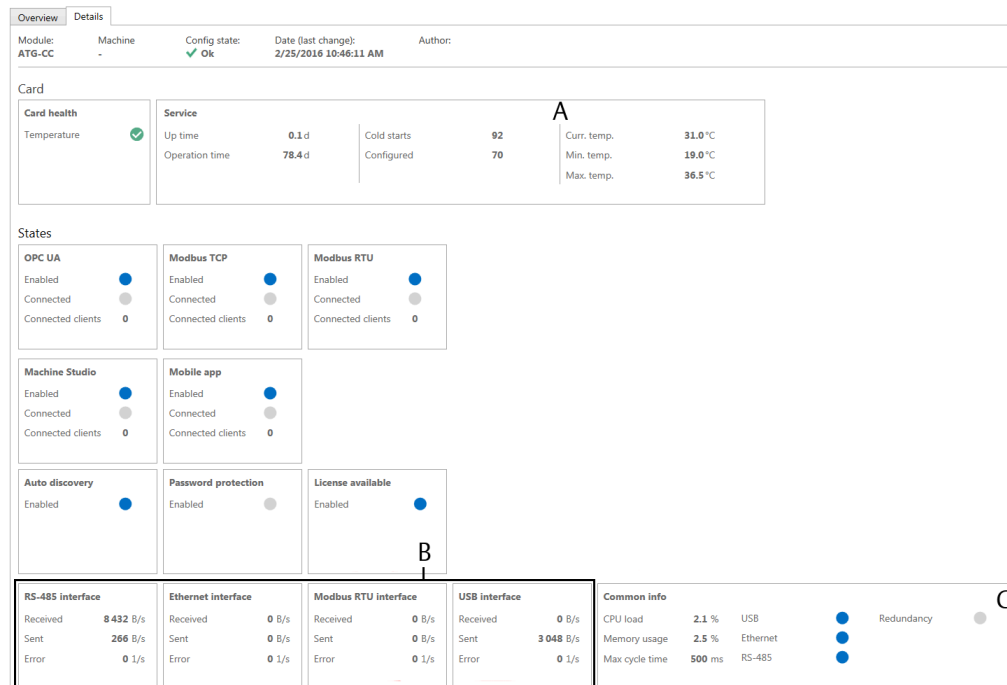 Overview Details
Module: Machine Config state: Date (last change): Author:
ATG-CC - Ok 2/25/2016 10:46:11 AM
Card
Card health Service A
Temperature Up time 0.1 d Cold starts 92 Curr. temp. 31.0 °C
Operation time 78.4 d Configured 70 Min. temp. 19.0 °C
Max. temp. 36.5 °C
States
OPC UA Modbus TCP Modbus RTU
Enabled Enabled Enabled
Connected Connected Connected
Connected clients 0 Connected clients 0 Connected clients 0
Machine Studio Mobile app
Enabled Enabled
Connected Connected
Connected clients 0 Connected clients 0
Auto discovery Password protection License available
Enabled Enabled Enabled
B
RS-485 interface Ethernet interface Modbus RTU interface USB interface Common info C
Received 8 432 B/s Received 0 B/s Received 0 B/s Received 0 B/s CPU load 2.1 % USB Redundancy
Sent 266 B/s Sent 0 B/s Sent 0 B/s Sent 3 048 B/s Memory usage 2.5 % Ethernet
Error 0 1/s Error 0 1/s Error 0 1/s Error 0 1/s Max cycle time 500 ms RS-485